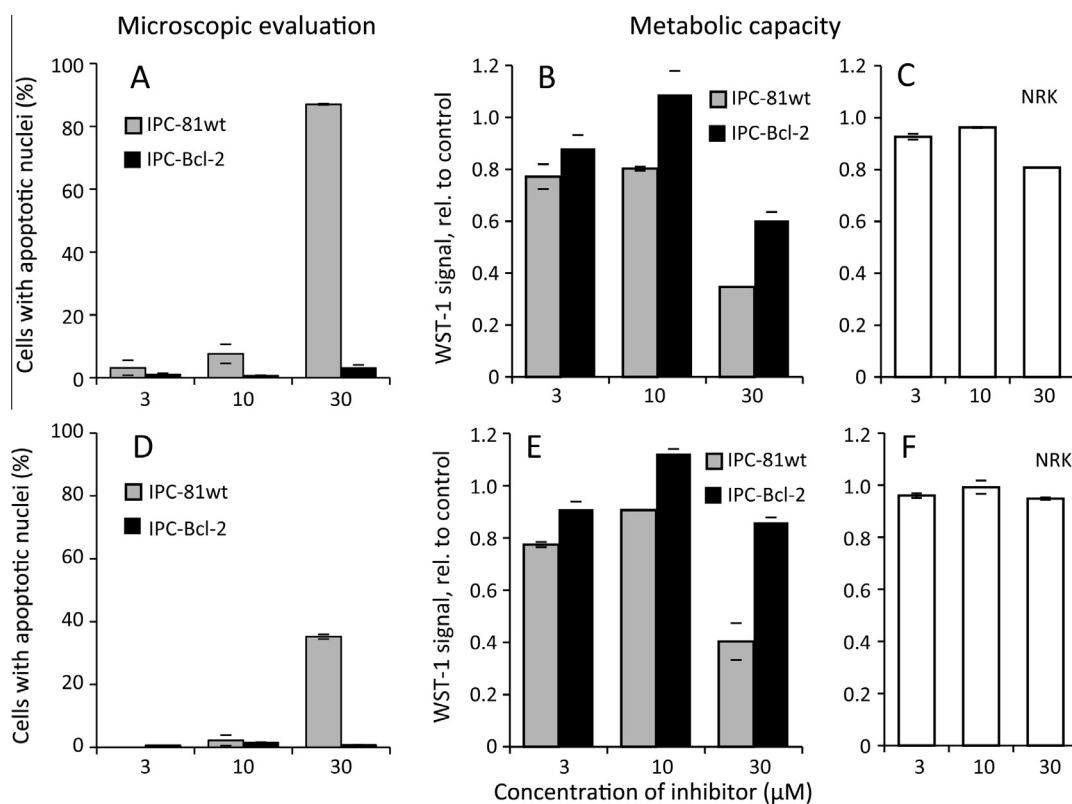 Microscopic evaluation
Metabolic capacity
A
Cells with apoptotic nuclei (%)
100
80
60
40
20
0
IPC-81wt
IPC-Bcl-2
3 10 30
B
WST-1 signal, rel. to control
1.2
1.0
0.8
0.6
0.4
0.2
0
IPC-81wt
IPC-Bcl-2
3 10 30
C
NRK
1.2
1.0
0.8
0.6
0.4
0.2
0
3 10 30
D
Cells with apoptotic nuclei (%)
100
80
60
40
20
0
IPC-81wt
IPC-Bcl-2
3 10 30
E
WST-1 signal, rel. to control
1.2
1.0
0.8
0.6
0.4
0.2
0
IPC-81wt
IPC-Bcl-2
3 10 30
F
NRK
1.2
1.0
0.8
0.6
0.4
0.2
0
3 10 30
Concentration of inhibitor (μM)